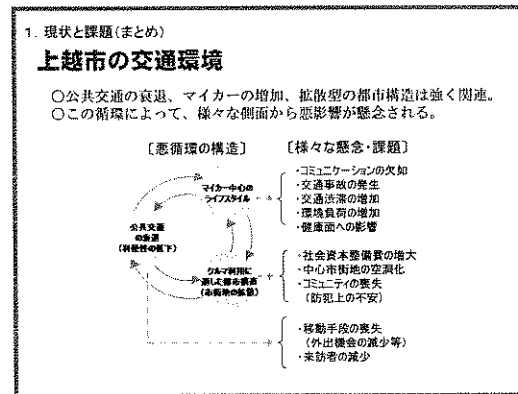 1. 現状と課題(まとめ)
上越市の交通環境
○公共交通の衰退、マイカーの増加、拡散型の都市構造は強く関連。
○この循環によって、様々な側面から悪影響が懸念される。
〔悪循環の構造〕
マイカー中心の
ライフスタイル
公共交通
の衰退
(利便性の低下)
クルマ利用に
適した都市構造
(市街地の拡散)
〔様々な懸念・課題〕
・コミュニケーションの欠如
・交通事故の発生
・交通渋滞の増加
・環境負荷の増加
・健康面への影響
・社会資本整備費の増大
・中心市街地の空洞化
・コミュニティの喪失
(防犯上の不安)
・移動手段の喪失
(外出機会の減少等)
・来訪者の減少